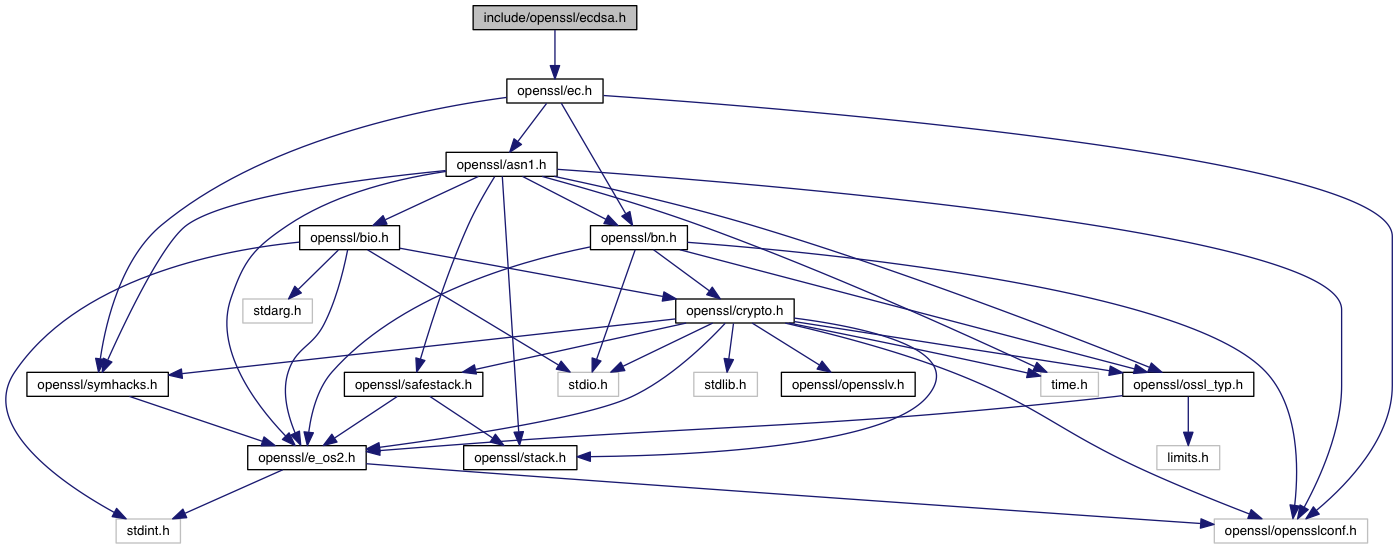 include/openssl/ecdsa.h
openssl/ec.h
openssl/asn1.h
openssl/bio.h
openssl/bn.h
stdarg.h
openssl/crypto.h
openssl/symhacks.h
openssl/safestack.h
stdio.h
stdlib.h
openssl/opensslv.h
time.h
openssl/ossl_typ.h
openssl/e_os2.h
openssl/stack.h
limits.h
stdint.h
openssl/opensslconf.h